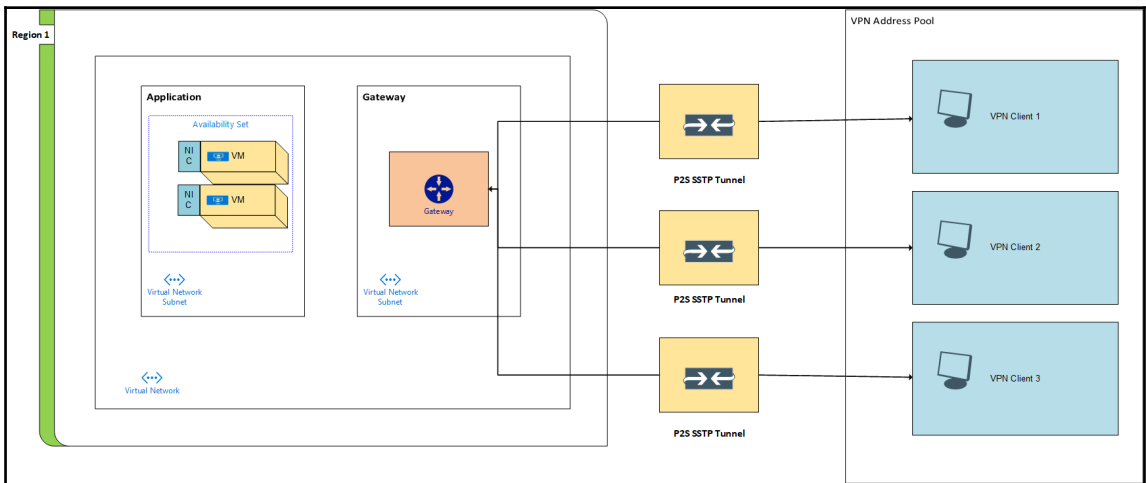 Region 1
Application
Availability Set
NI
C
VM
NI
C
VM
Virtual Network
Subnet
Gateway
Gateway
Virtual Network
Subnet
Virtual Network
P2S SSTP Tunnel
P2S SSTP Tunnel
P2S SSTP Tunnel
VPN Address Pool
VPN Client 1
VPN Client 2
VPN Client 3